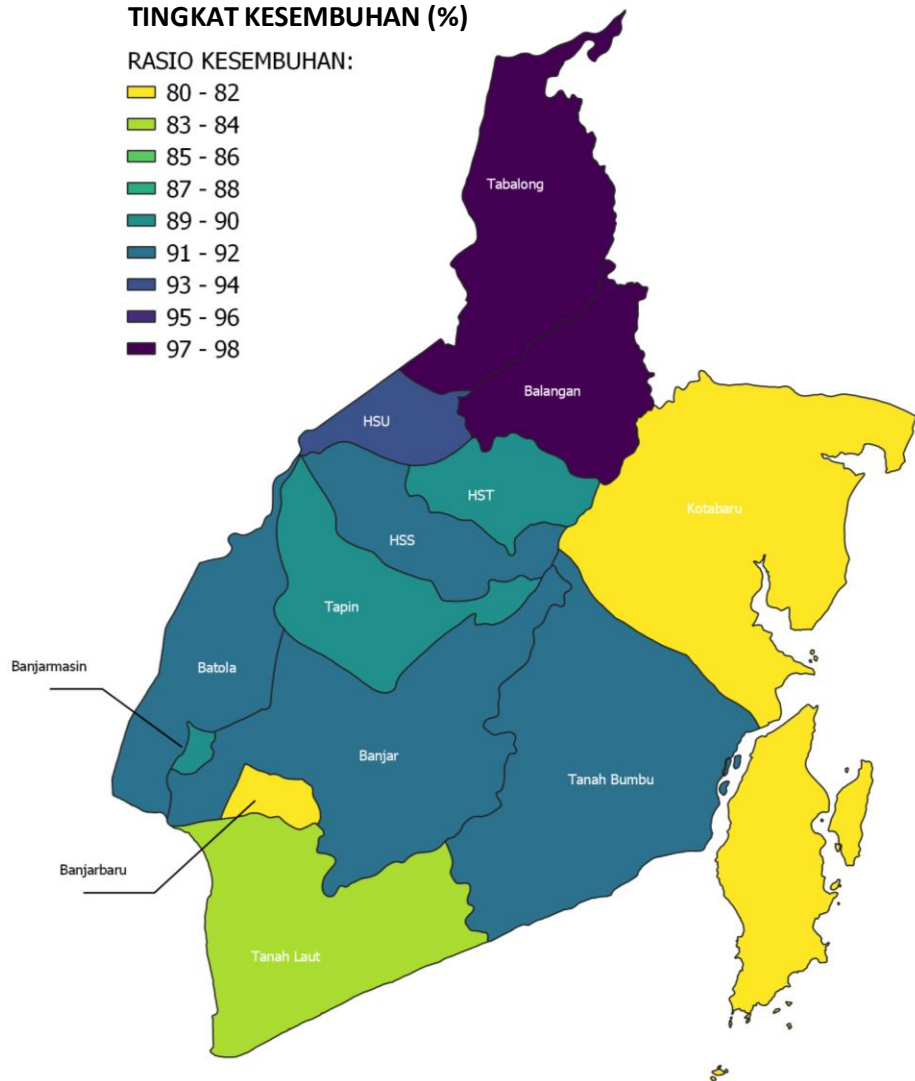 TINGKAT KESEMBUHAN (%)
RASIO KESEMBUHAN:
80 - 82
83 - 84
85 - 86
87 - 88
89 - 90
91 - 92
93 - 94
95 - 96
97 - 98
Tabalong
Balangan
HSU
HST
Kotabaru
HSS
Tapin
Banjarmasin
Batola
Banjar
Tanah Bumbu
Banjarbaru
Tanah Laut